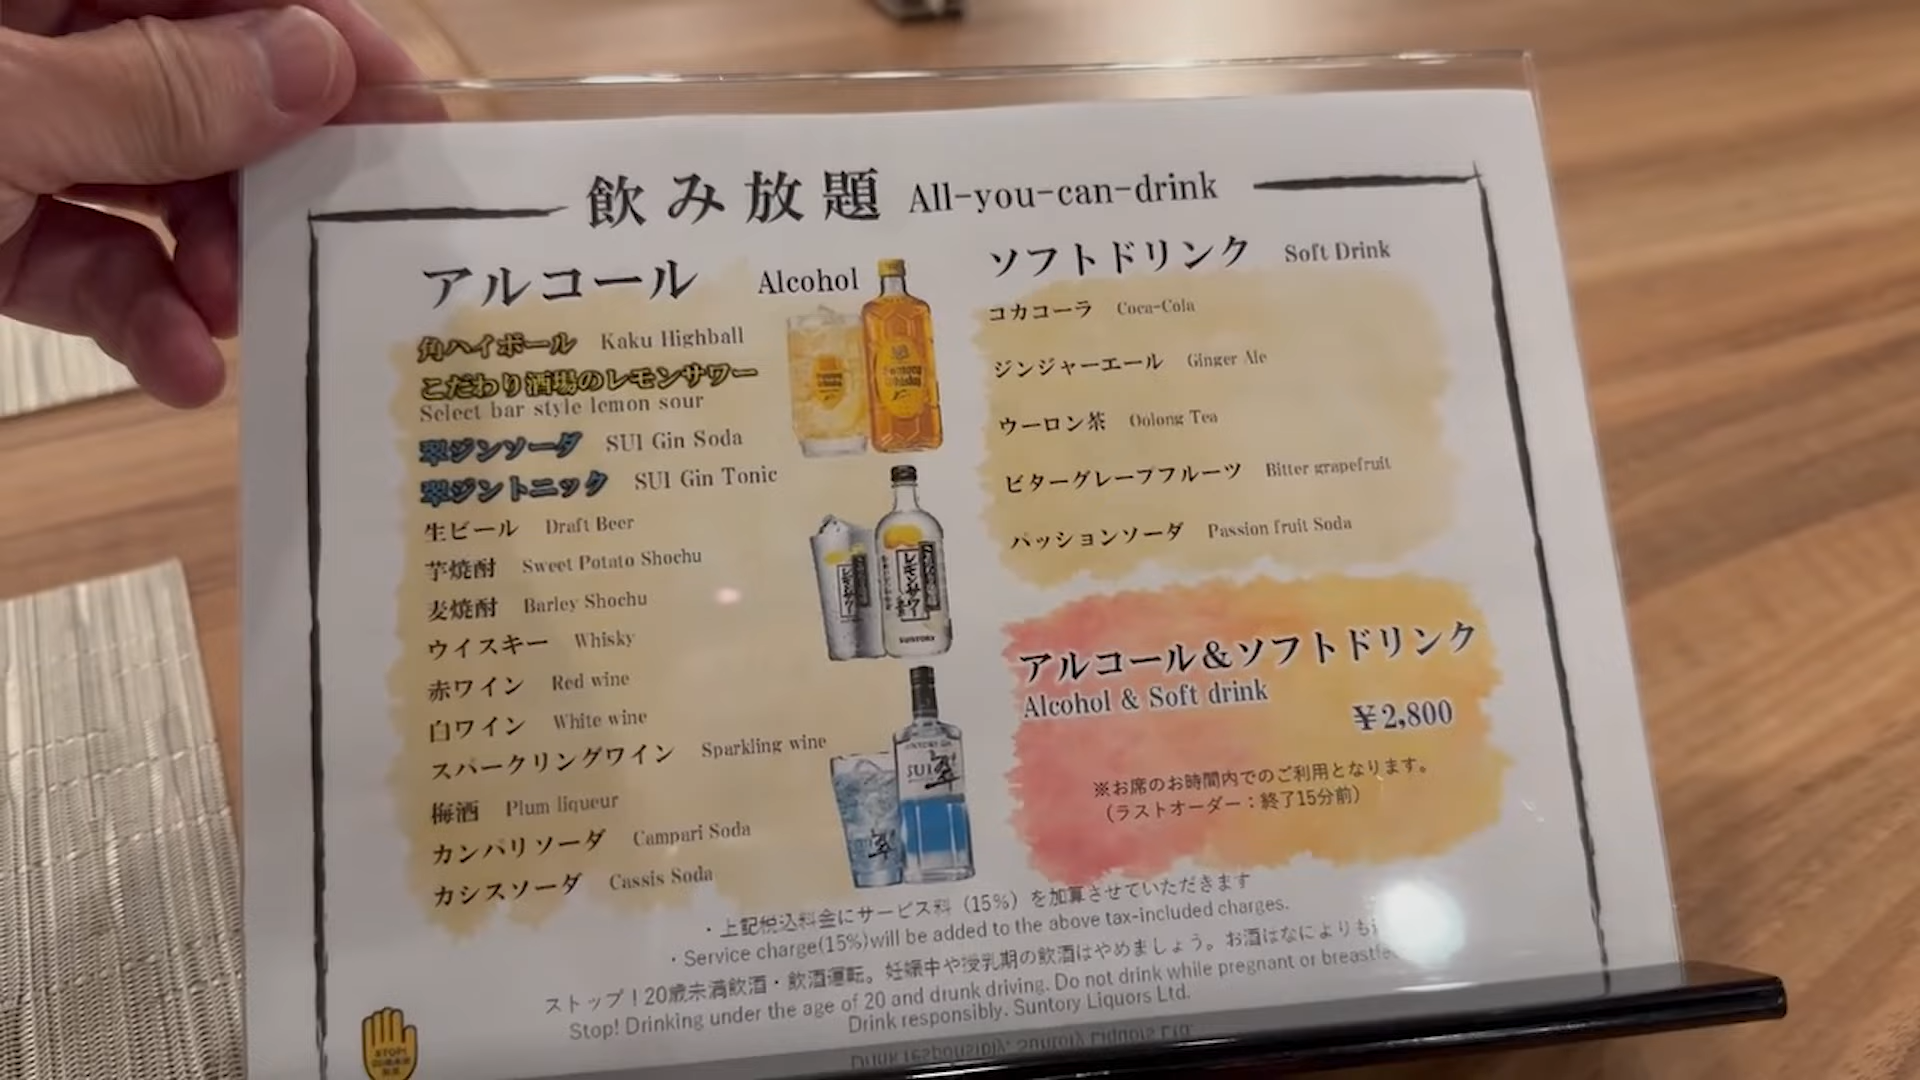 飲み放題 All-you-can-drink
アルコール Alcohol
角ハイボール Kaku Highball
こだわり酒場のレモンサワー
Select bar style lemon sour
翠ジンソーダ SUI Gin Soda
翠ジントニック SUI Gin Tonic
生ビール Draft Beer
芋焼酎 Sweet Potato Shochu
麦焼酎 Barley Shochu
ウイスキー Whisky
赤ワイン Red wine
白ワイン White wine
スパークリングワイン Sparkling wine
梅酒 Plum liqueur
カンパリソーダ Campari Soda
カシスソーダ Cassis Soda
レモンサワー
レモンサワー
SUNTORY
SUI 翠
翠
ソフトドリンク Soft Drink
コカコーラ Coca-Cola
ジンジャーエール Ginger Ale
ウーロン茶 Oolong Tea
ビターグレープフルーツ Bitter grapefruit
パッションソーダ Passion fruit Soda
アルコール&ソフトドリンク
Alcohol & Soft drink
¥2,800
※お席のお時間内でのご利用となります。
(ラストオーダー：終了15分前)
・上記税込料金にサービス料（15%）を加算させていただきます
・Service charge(15%)will be added to the above tax-included charges.
ストップ！20歳未満飲酒・飲酒運転。妊娠中や授乳期の飲酒はやめましょう。お酒はなによりも
Stop! Drinking under the age of 20 and drunk driving. Do not drink while pregnant or
Drink responsibly. Suntory Liquors Ltd.
STOP!